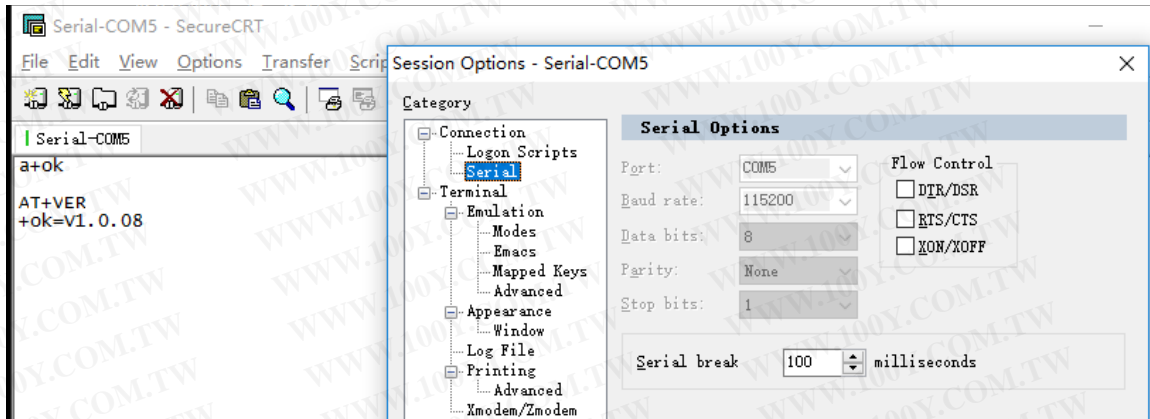 Serial-COM5 - SecureCRT
File Edit View Options Transfer Scrip
Serial-COM5
a+ok
AT+VER
+ok=V1.0.08
Session Options - Serial-COM5
Category
Connection
Logon Scripts
Serial
Terminal
Emulation
Modes
Emacs
Mapped Keys
Advanced
Appearance
Window
Log File
Printing
Advanced
Xmodem/Zmodem
Serial Options
Port: COM5
Baud rate: 115200
Data bits: 8
Parity: None
Stop bits: 1
Flow Control
DTR/DSR
RTS/CTS
XON/XOFF
Serial break 100 milliseconds
WWW.100Y.COM.TW